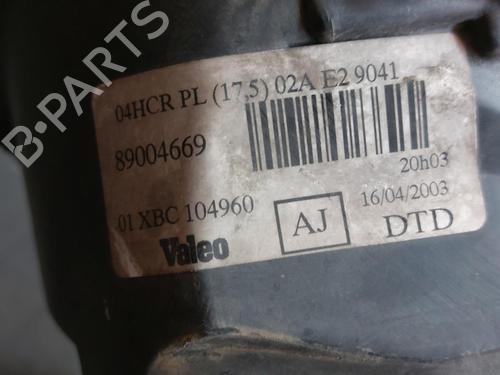 B-PARTS
04HCR PL (17,5) 02A E2 9041
89004669
20h03
01 XBC 104960
AJ
16/04/2003
Valeo
DTD